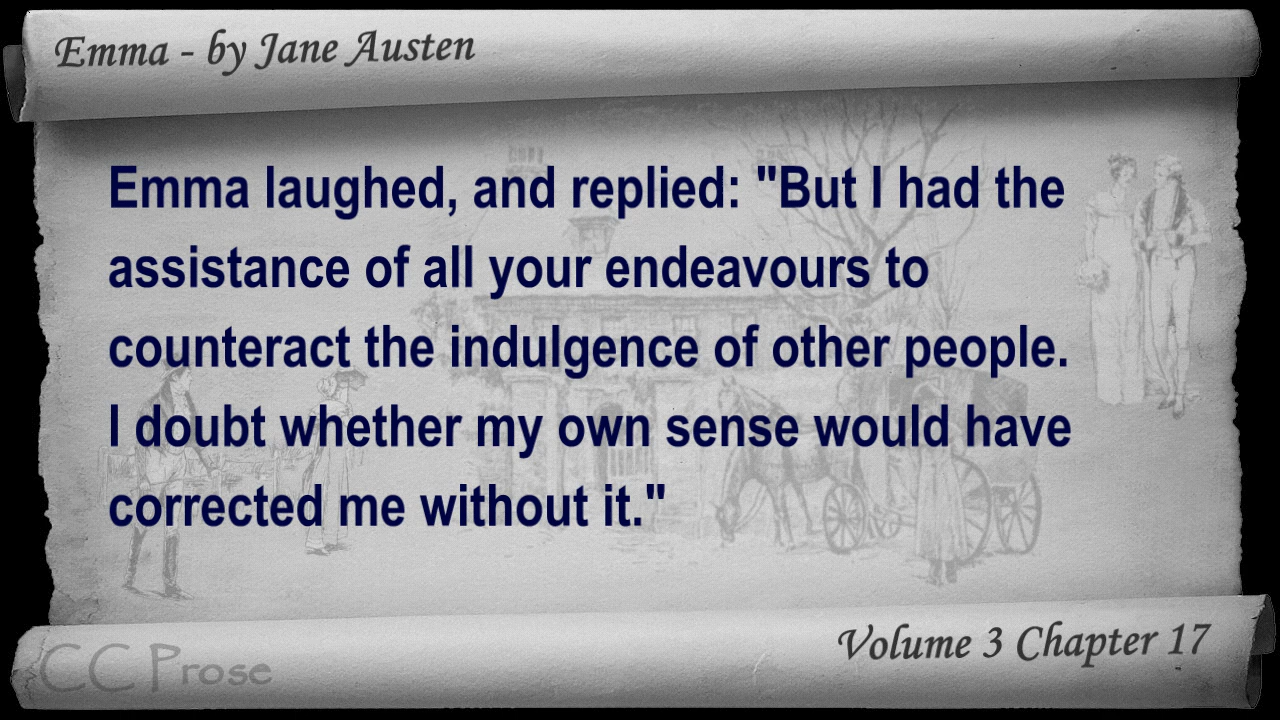 Emma - by Jane Austen
Emma laughed, and replied: "But I had the
assistance of all your endeavours to
counteract the indulgence of other people.
I doubt whether my own sense would have
corrected me without it."
Volume 3 Chapter 17
CC Prose